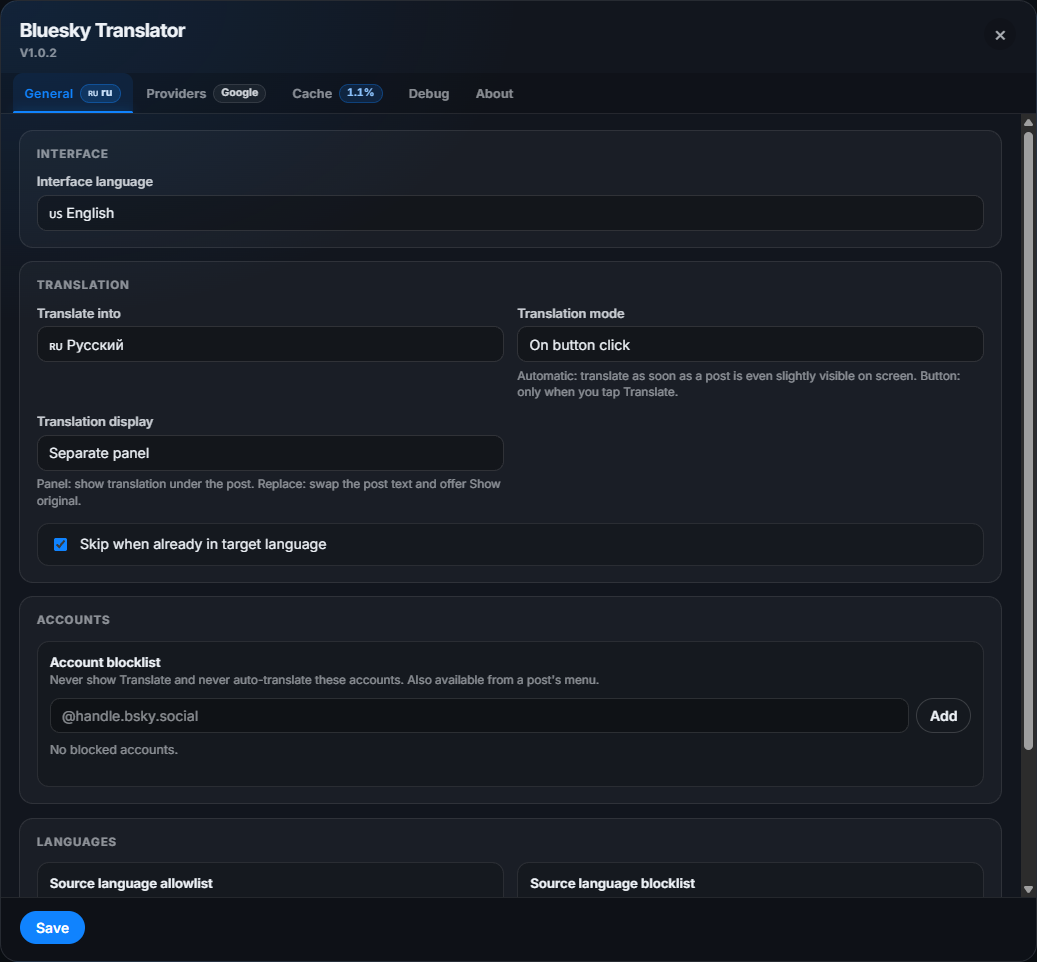 Bluesky Translator
V1.0.2
General RU ru
Providers Google
Cache 1.1%
Debug
About
INTERFACE
Interface language
US English
TRANSLATION
Translate into
RU Русский
Translation mode
On button click
Automatic: translate as soon as a post is even slightly visible on screen. Button:
only when you tap Translate.
Translation display
Separate panel
Panel: show translation under the post. Replace: swap the post text and offer Show
original.
Skip when already in target language
ACCOUNTS
Account blocklist
Never show Translate and never auto-translate these accounts. Also available from a post's menu.
@handle.bsky.social
Add
No blocked accounts.
LANGUAGES
Source language allowlist
Source language blocklist
Save